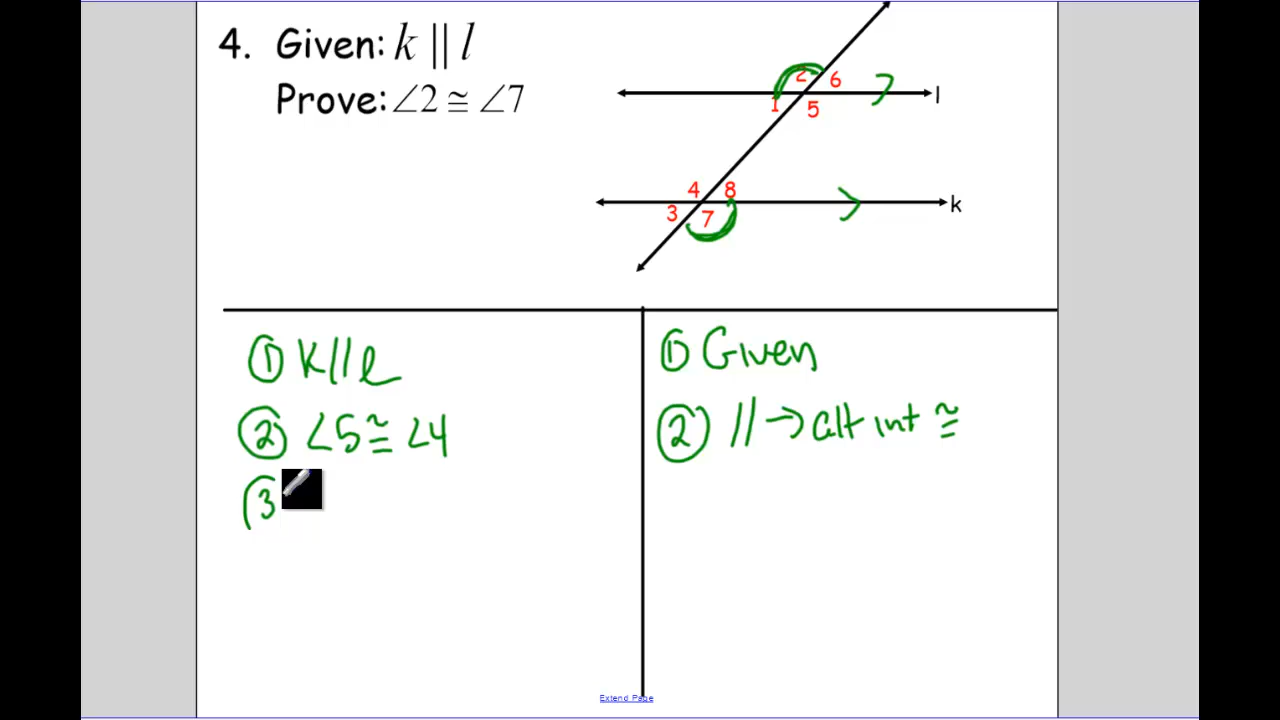 4. Given: k || l
Prove: ∠2 ≅ ∠7
2 6
1 5
l
4 8
3 7
k
① k//l
① Given
② ∠5 ≅ ∠4
② // → alt int ≅
③
Extend Page